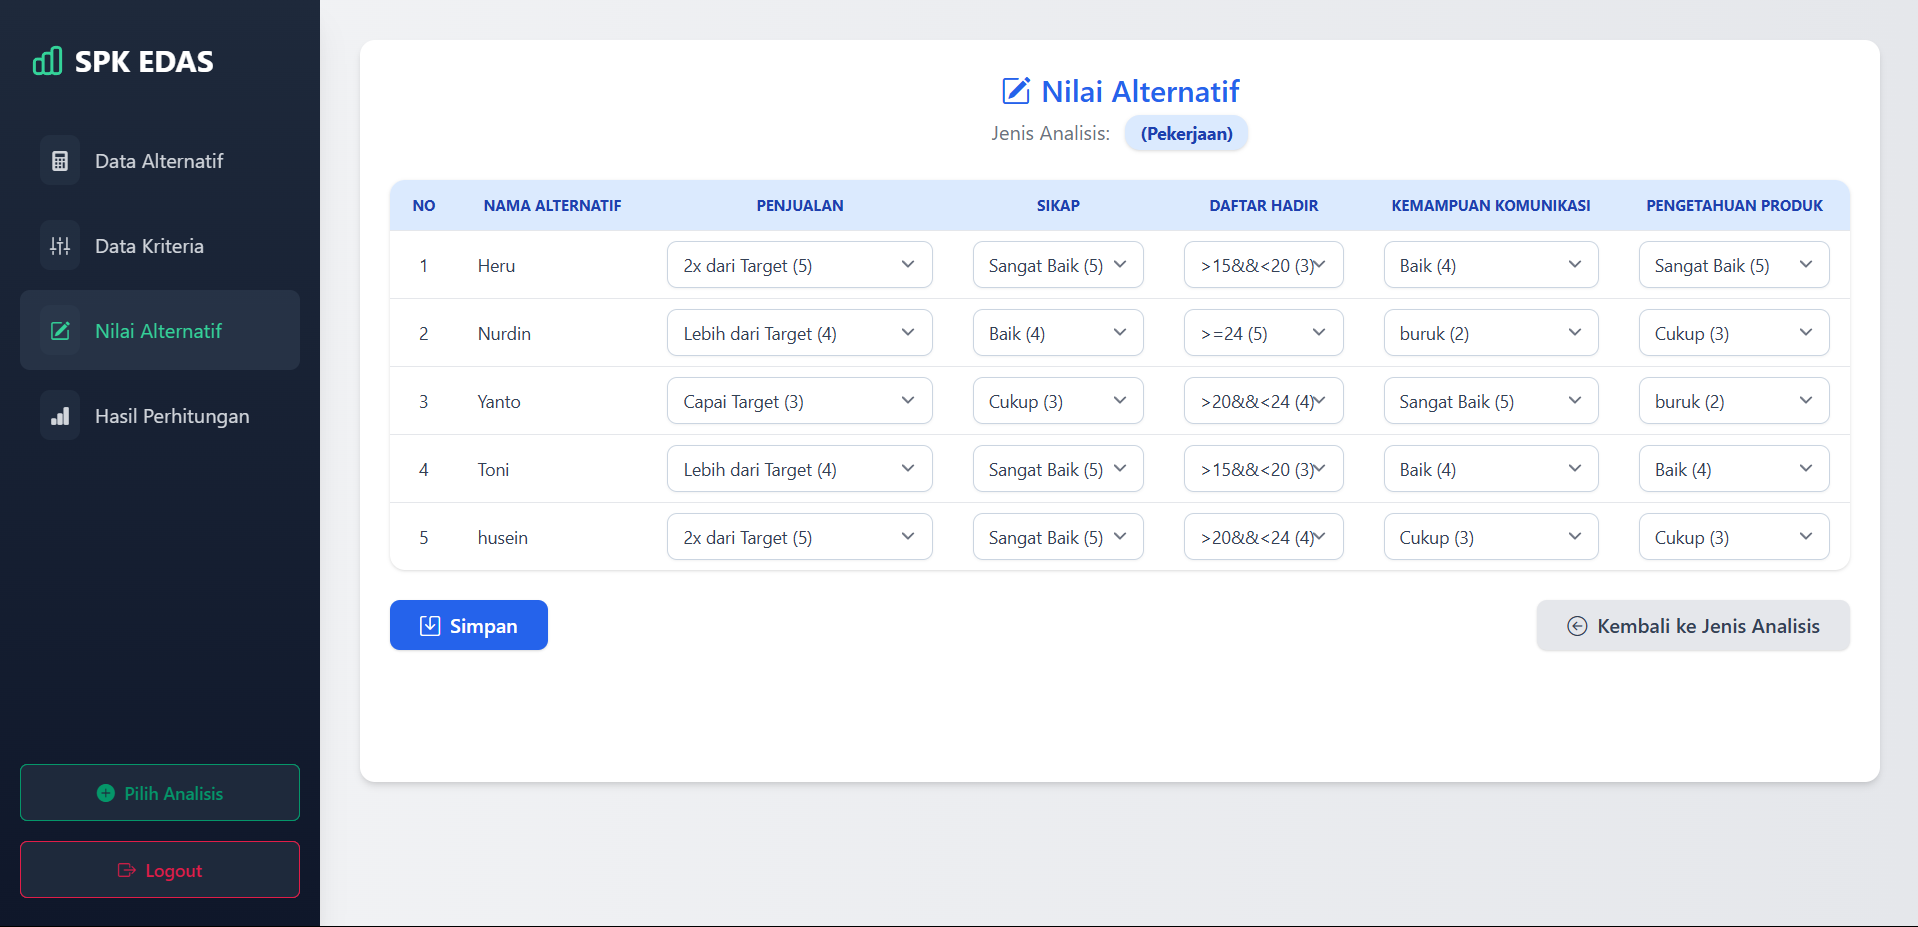 SPK EDAS
Data Alternatif
Data Kriteria
Nilai Alternatif
Hasil Perhitungan
Pilih Analisis
Logout
Nilai Alternatif
Jenis Analisis: (Pekerjaan)
NO NAMA ALTERNATIF PENJUALAN SIKAP DAFTAR HADIR KEMAMPUAN KOMUNIKASI PENGETAHUAN PRODUK
1 Heru 2x dari Target (5) Sangat Baik (5) >15&&<20 (3) Baik (4) Sangat Baik (5)
2 Nurdin Lebih dari Target (4) Baik (4) >=24 (5) buruk (2) Cukup (3)
3 Yanto Capai Target (3) Cukup (3) >20&&<24 (4) Sangat Baik (5) buruk (2)
4 Toni Lebih dari Target (4) Sangat Baik (5) >15&&<20 (3) Baik (4) Baik (4)
5 husein 2x dari Target (5) Sangat Baik (5) >20&&<24 (4) Cukup (3) Cukup (3)
Simpan
Kembali ke Jenis Analisis